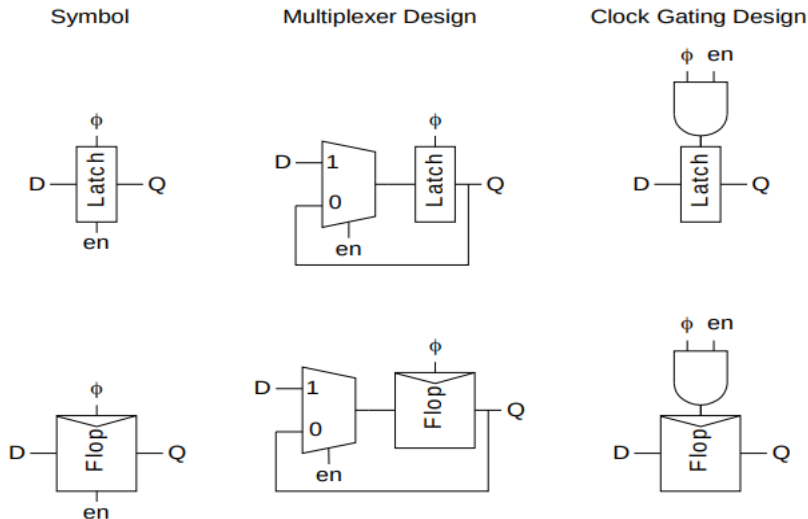 Symbol Multiplexer Design Clock Gating Design
ϕ en
ϕ ϕ
D Latch Q D 1 0 Latch Q D Latch Q
en en
ϕ en
ϕ ϕ
D Flop Q D 1 0 Flop Q D Flop Q
en en